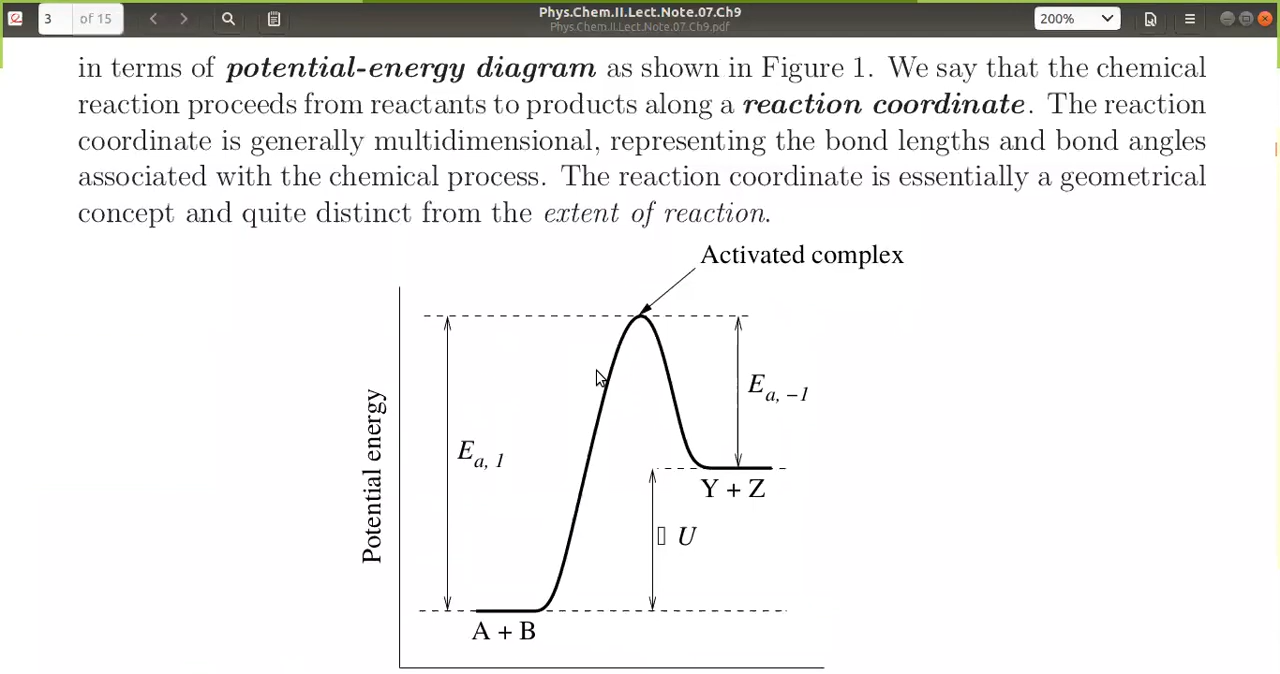 3 of 15
Phys.Chem.II.Lect.Note.07.Ch9
Phys.Chem.II.Lect.Note.07.Ch9.pdf
200%
in terms of potential-energy diagram as shown in Figure 1. We say that the chemical
reaction proceeds from reactants to products along a reaction coordinate. The reaction
coordinate is generally multidimensional, representing the bond lengths and bond angles
associated with the chemical process. The reaction coordinate is essentially a geometrical
concept and quite distinct from the extent of reaction.
Activated complex
Potential energy
E a, −1
E a, 1
Y + Z
U
A + B